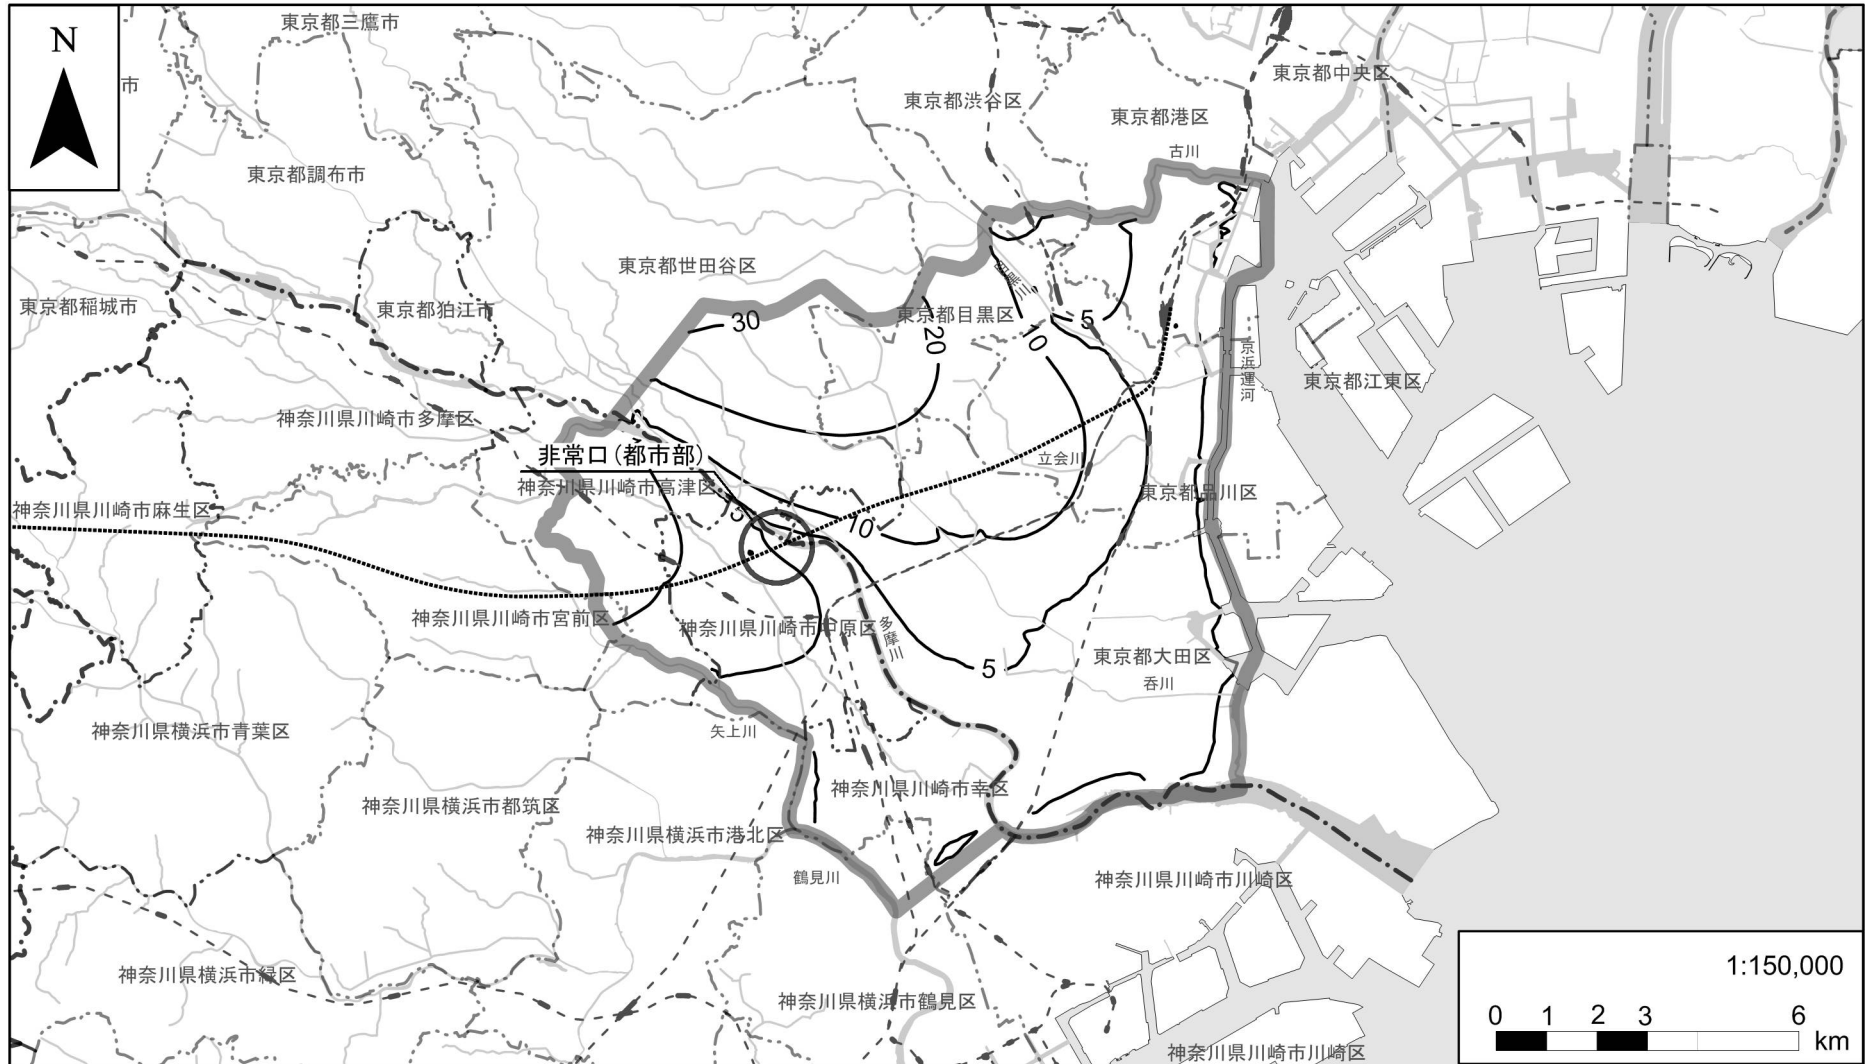 N
東京都三鷹市
市
東京都中央区
東京都渋谷区
東京都港区
古川
東京都調布市
東京都世田谷区
目黒川
東京都稲城市
東京都狛江市
30
東京都目黒区
20
5
10
京浜運河
東京都江東区
神奈川県川崎市多摩区
非常口(都市部)
立会川
神奈川県川崎市高津区
東京都品川区
神奈川県川崎市麻生区
5
10
神奈川県川崎市宮前区
神奈川県川崎市中原区
多摩川
東京都大田区
5
呑川
神奈川県横浜市青葉区
矢上川
神奈川県川崎市幸区
神奈川県横浜市都筑区
神奈川県横浜市港北区
鶴見川
神奈川県川崎市川崎区
神奈川県横浜市緑区
神奈川県横浜市鶴見区
神奈川県川崎市川崎区
1:150,000
0 1 2 3 6
km